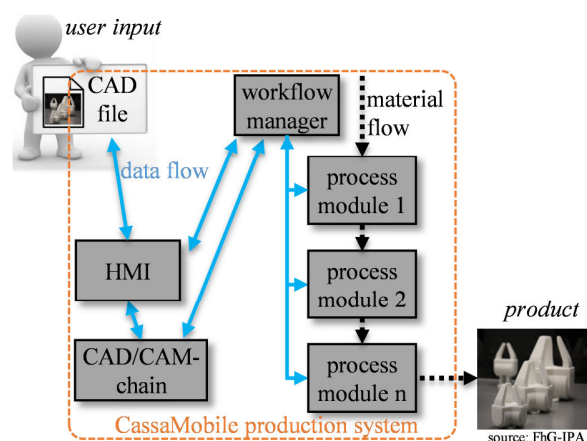 user input
CAD
file
workflow
manager
material
flow
data flow
process
module 1
HMI
process
module 2
product
CAD/CAM-
chain
process
module n
CassaMobile production system
source: FhG-IPA